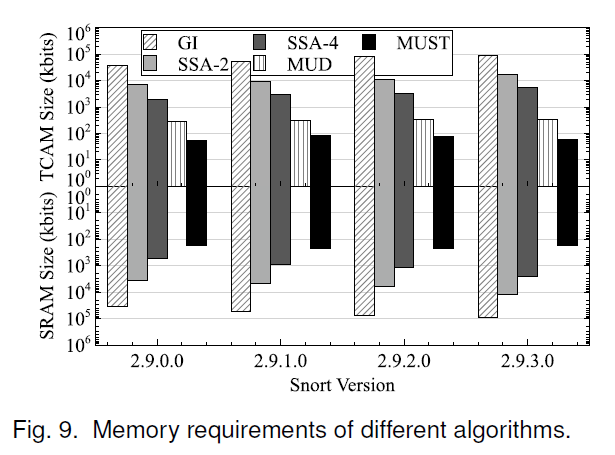 10^6
10^5
10^4
10^3
10^2
10^1
10^0
10^0
10^1
10^2
10^3
10^4
10^5
10^6
TCAM Size (kbits)
SRAM Size (kbits)
GI SSA-4 MUST
SSA-2 MUD
2.9.0.0 2.9.1.0 2.9.2.0 2.9.3.0
Snort Version
Fig. 9. Memory requirements of different algorithms.